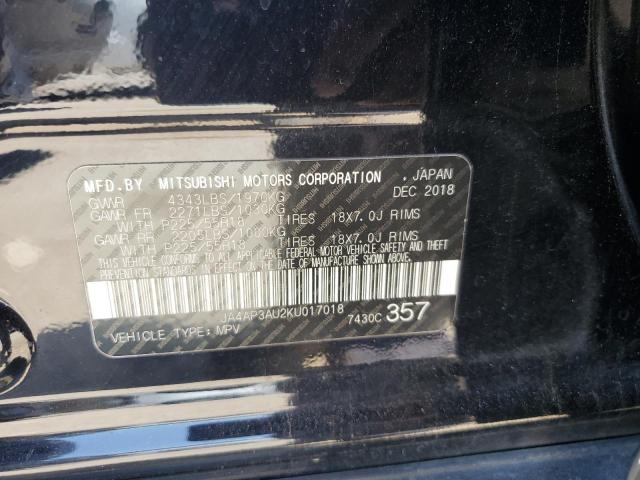 MFD.BY MITSUBISHI MOTORS CORPORATION , JAPAN
GVWR 4343LBS/1970KG DEC 2018
GAWR FR 2271LBS/1030KG
WITH P225/55R18 TIRES 18X7.0J RIMS
GAWR RR
WITH P225/55R18 TIRES 18X7.0J RIMS
THIS VEHICLE CONFORMS TO ALL APPLICABLE FEDERAL MOTOR VEHICLE SAFETY AND THEFT
PREVENTION STANDARDS IN EFFECT ON THE DATE OF MANUFACTURE SHOWN ABOVE.
JA4AP3AU2KU017018
VEHICLE TYPE: MPV 7430C 357